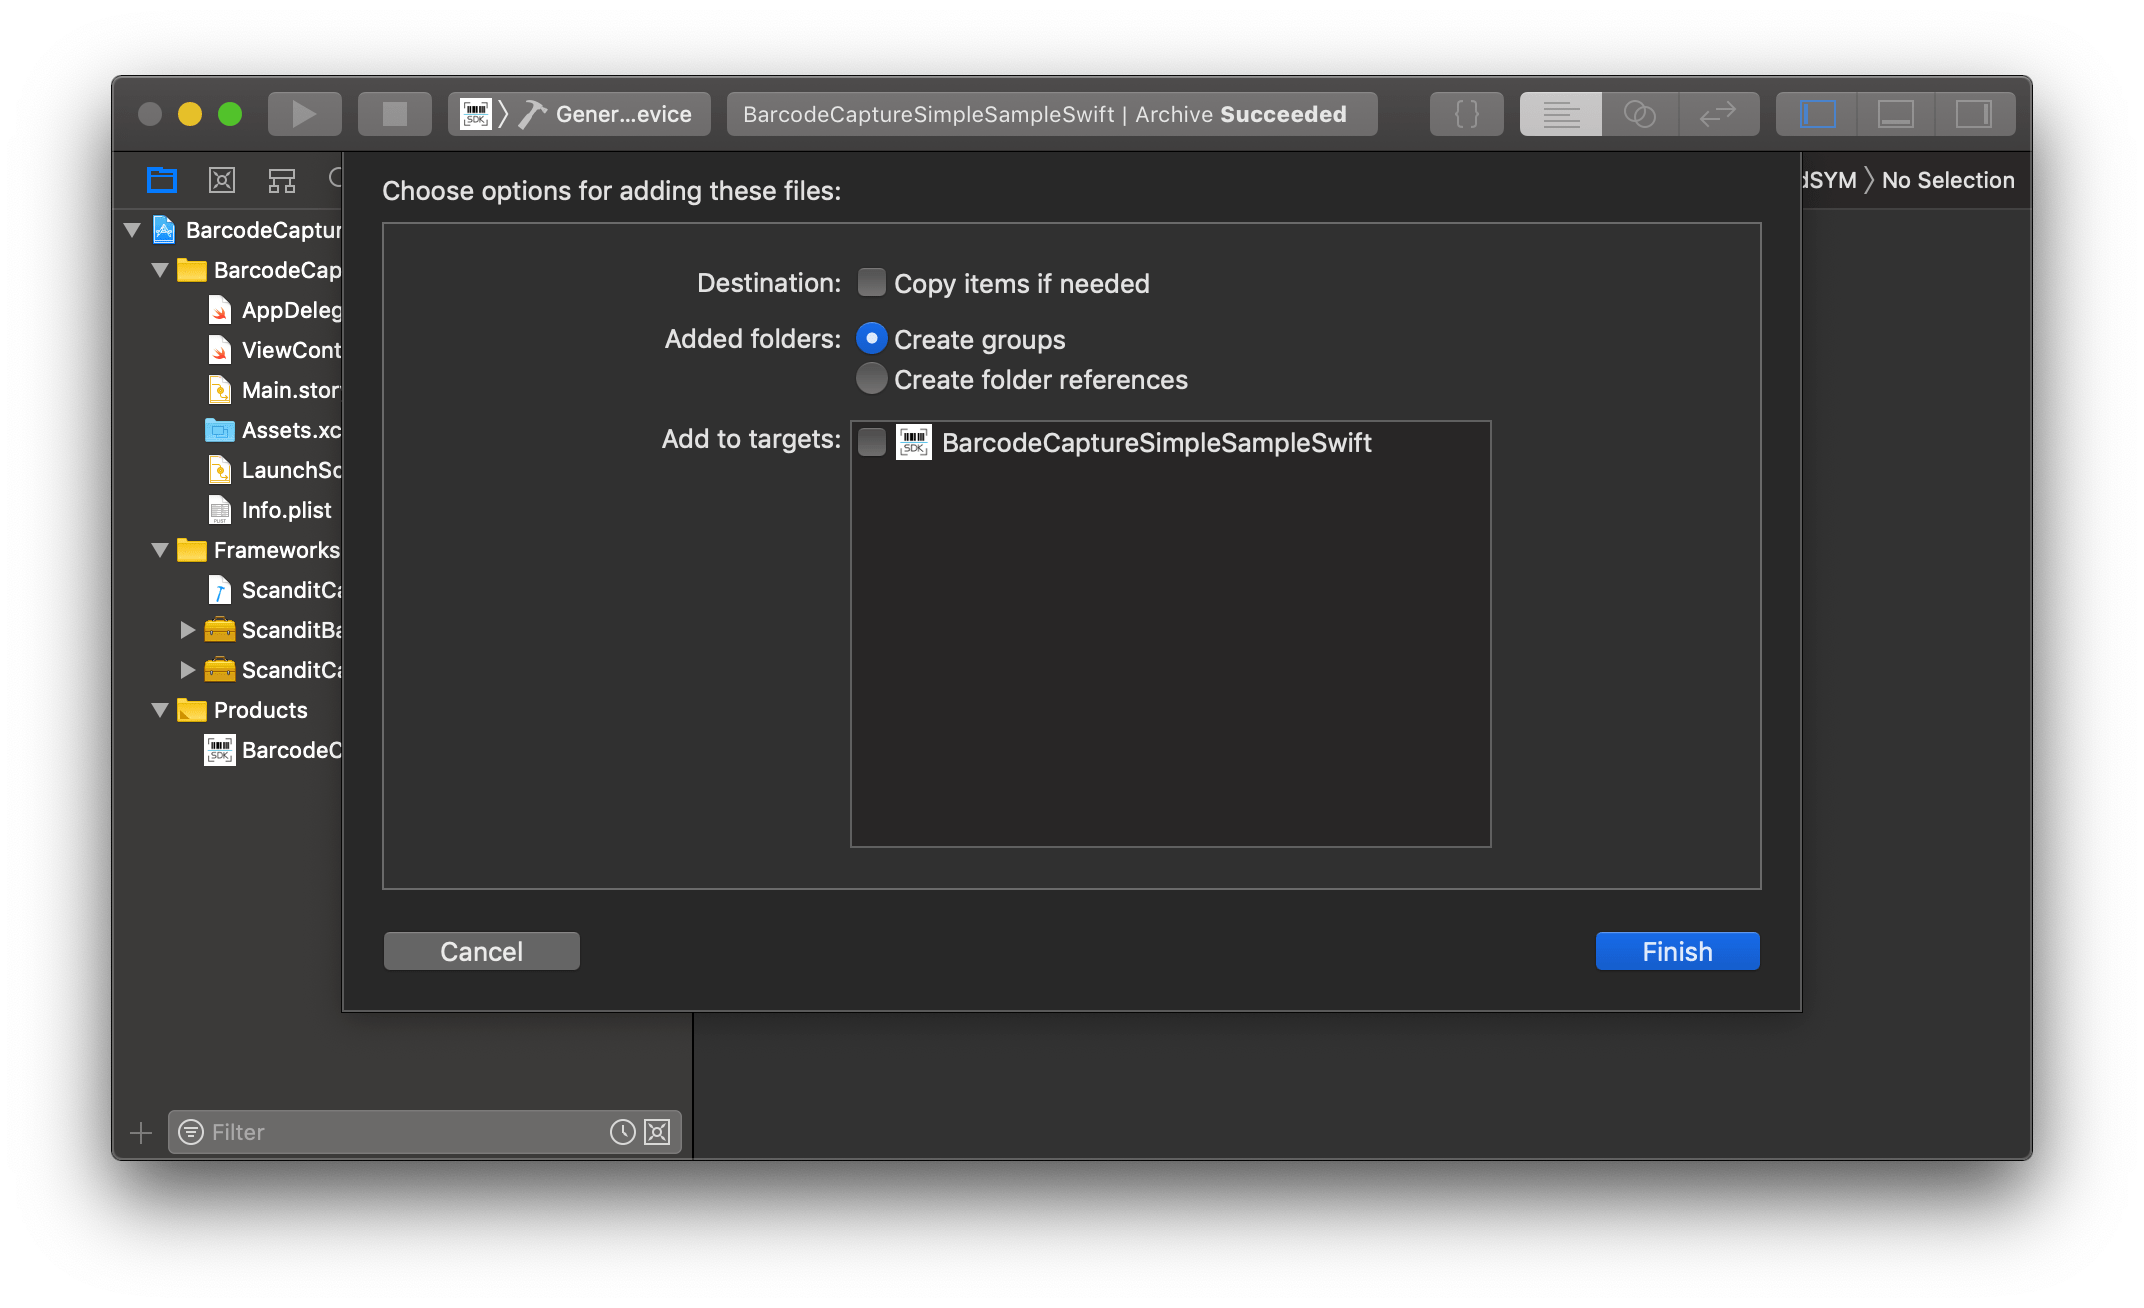 Gener...evice
BarcodeCaptureSimpleSampleSwift | Archive Succeeded
{ }
dSYM 〉 No Selection
Choose options for adding these files:
BarcodeCaptur
BarcodeCap
AppDeleg
ViewCont
Main.stor
Assets.xc
LaunchSc
Info.plist
Frameworks
ScanditCa
ScanditBa
ScanditCa
Products
BarcodeC
Destination: Copy items if needed
Added folders: Create groups
Create folder references
Add to targets: SDK BarcodeCaptureSimpleSampleSwift
Cancel
Finish
Filter